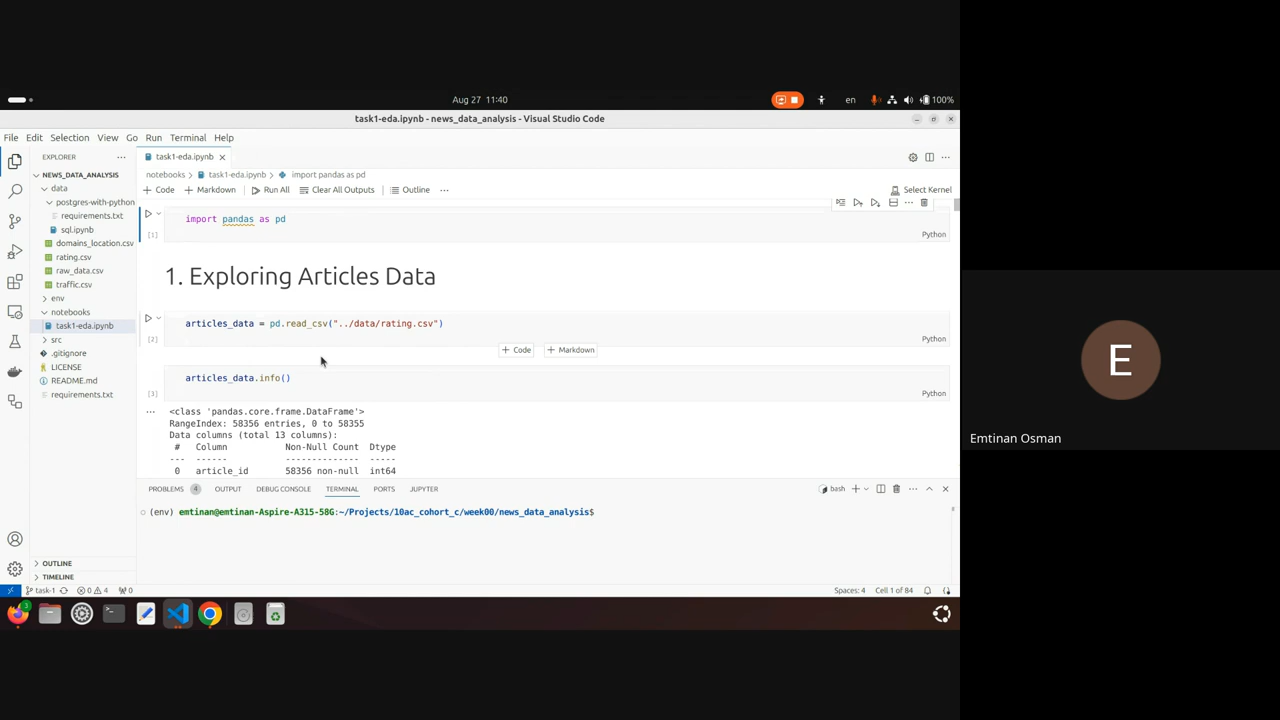 Aug 27 11:40
en
100%
task1-eda.ipynb - news_data_analysis - Visual Studio Code
File Edit Selection View Go Run Terminal Help
EXPLORER
task1-eda.ipynb
NEWS_DATA_ANALYSIS
data
postgres-with-python
requirements.txt
sql.ipynb
domains_location.csv
rating.csv
raw_data.csv
traffic.csv
env
notebooks
task1-eda.ipynb
src
.gitignore
LICENSE
README.md
requirements.txt
OUTLINE
TIMELINE
notebooks > task1-eda.ipynb > import pandas as pd
+ Code + Markdown Run All Clear All Outputs Outline ... Select Kernel
import pandas as pd
[1] Python
1. Exploring Articles Data
articles_data = pd.read_csv("../data/rating.csv")
[2] Python
+ Code + Markdown
articles_data.info()
[3] Python
... <class 'pandas.core.frame.DataFrame'>
RangeIndex: 58356 entries, 0 to 58355
Data columns (total 13 columns):
# Column Non-Null Count Dtype
--- ------ -------------- -----
0 article_id 58356 non-null int64
PROBLEMS 4 OUTPUT DEBUG CONSOLE TERMINAL PORTS JUPYTER
bash
(env) emtinan@emtinan-Aspire-A315-58G:~/Projects/10ac_cohort_c/week00/news_data_analysis$
task-1 0 4 0
Spaces: 4 Cell 1 of 84
3
E
Emtinan Osman